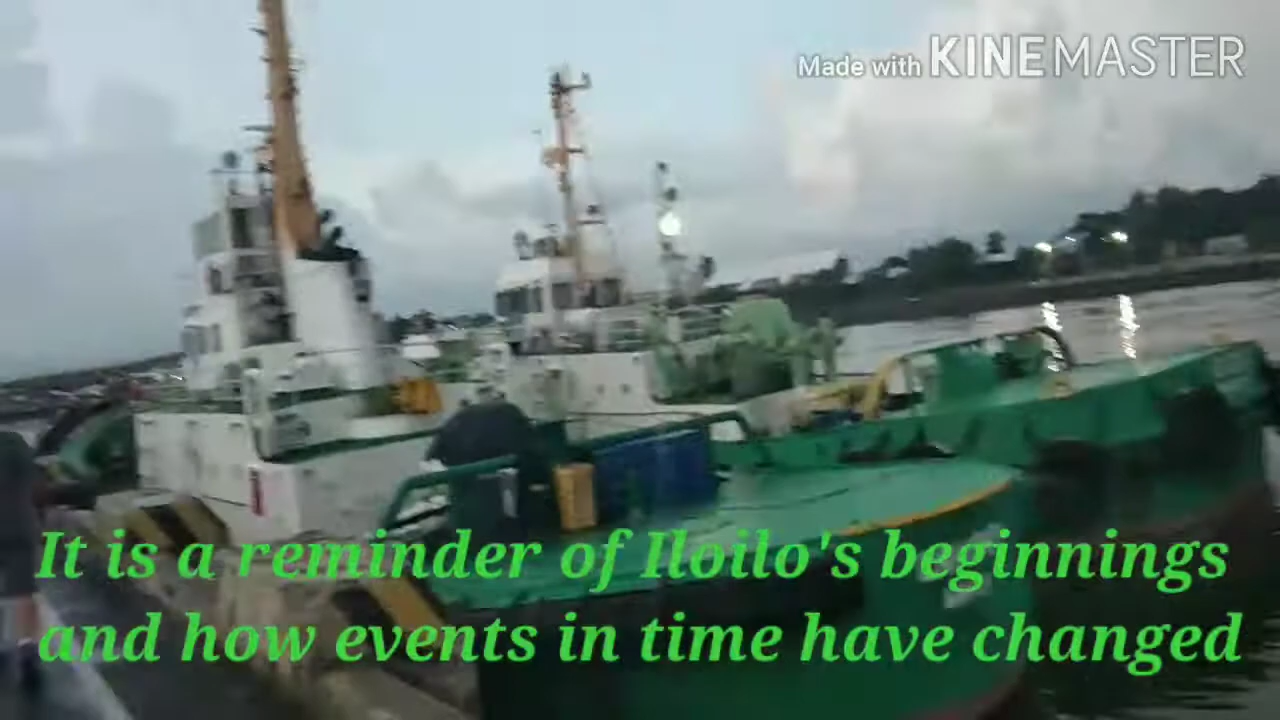 Made with KINEMASTER
It is a reminder of Iloilo's beginnings
and how events in time have changed